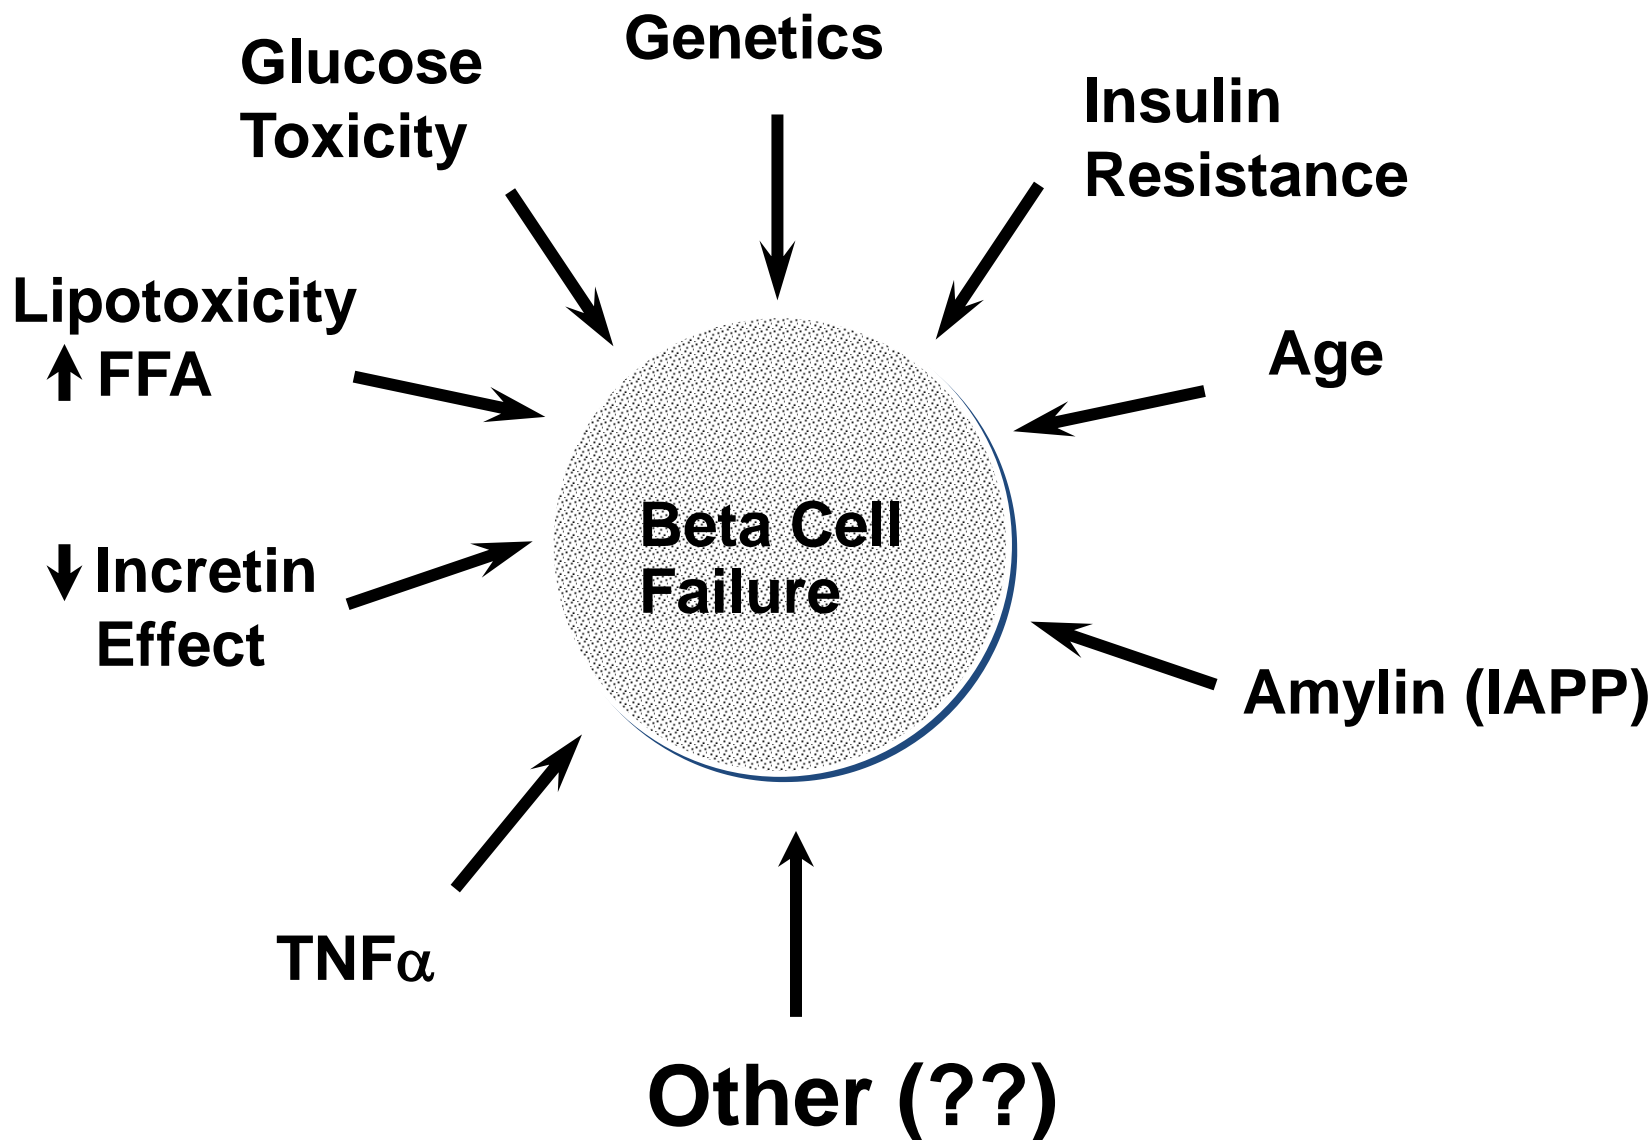 Genetics
Glucose
Toxicity
Insulin
Resistance
Lipotoxicity
↑ FFA
Age
Beta Cell
Failure
↓ Incretin
Effect
Amylin (IAPP)
TNFα
Other (??)